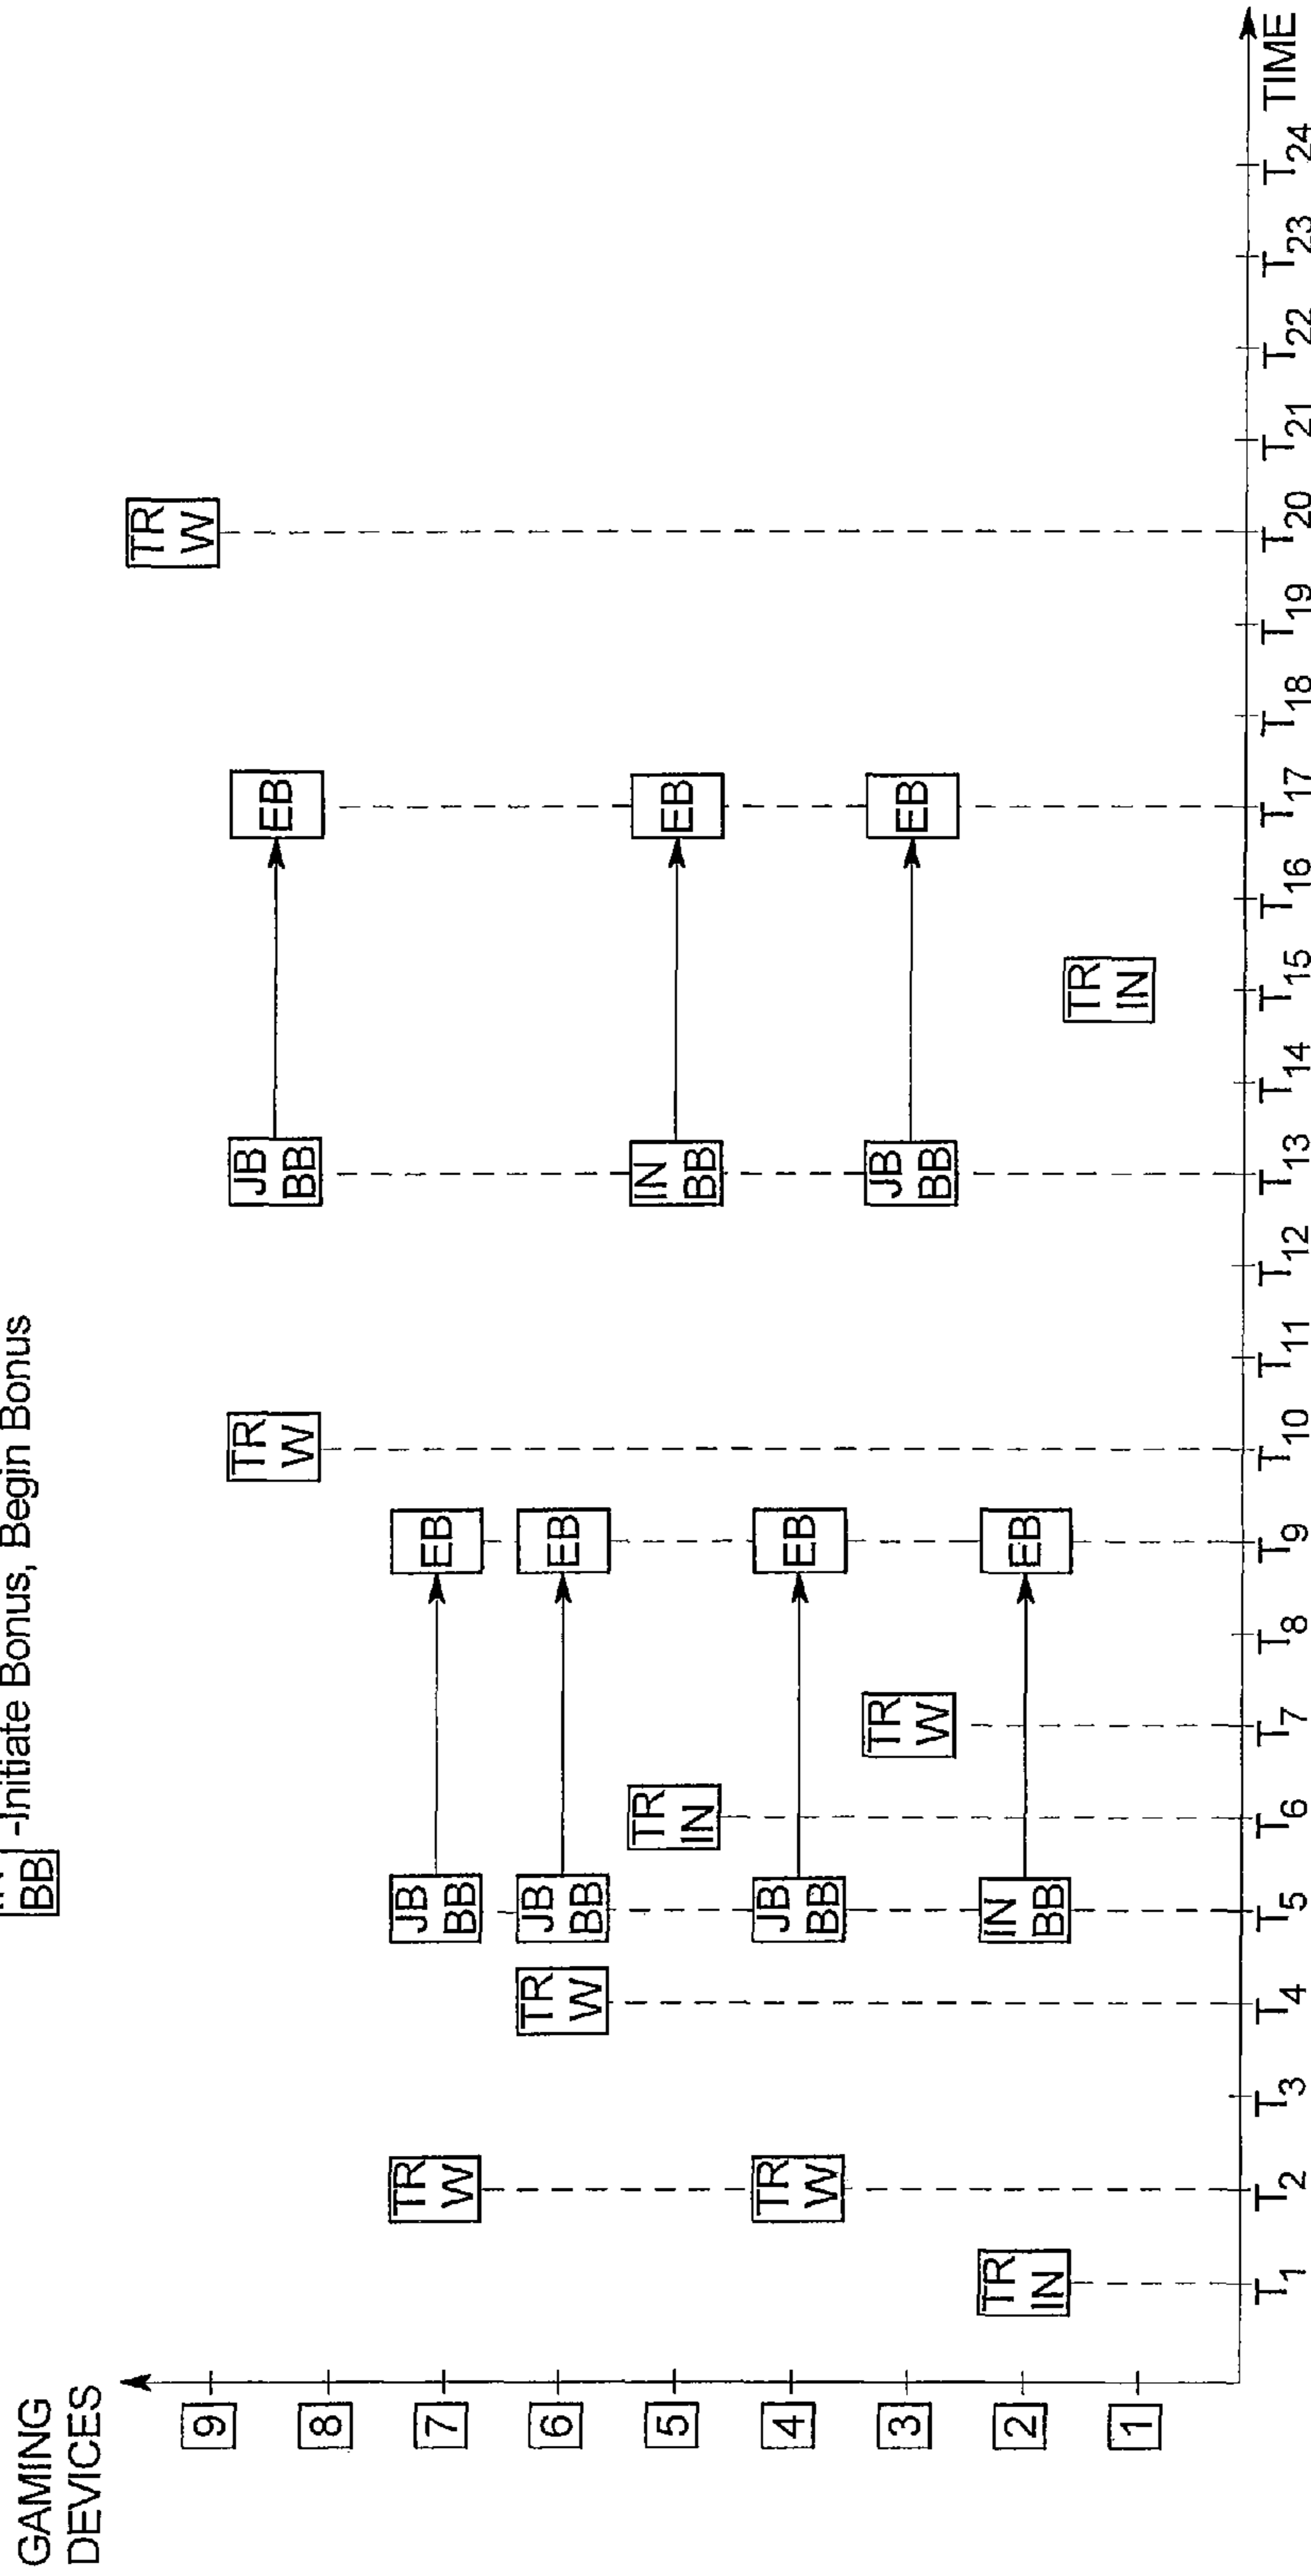 -Initiate Bonus, Begin Bonus
BB
GAMING
DEVICES
9
TR
W
8
TR
W
JB
BB
EB
7
TR
W
JB
BB
EB
6
TR
W
JB
BB
EB
5
TR
IN
IN
BB
EB
4
TR
W
JB
BB
EB
3
TR
W
JB
BB
EB
2
TR
IN
IN
BB
EB
1
TR
IN
T1 T2 T3 T4 T5 T6 T7 T8 T9 T10 T11 T12 T13 T14 T15 T16 T17 T18 T19 T20 T21 T22 T23 T24 TIME